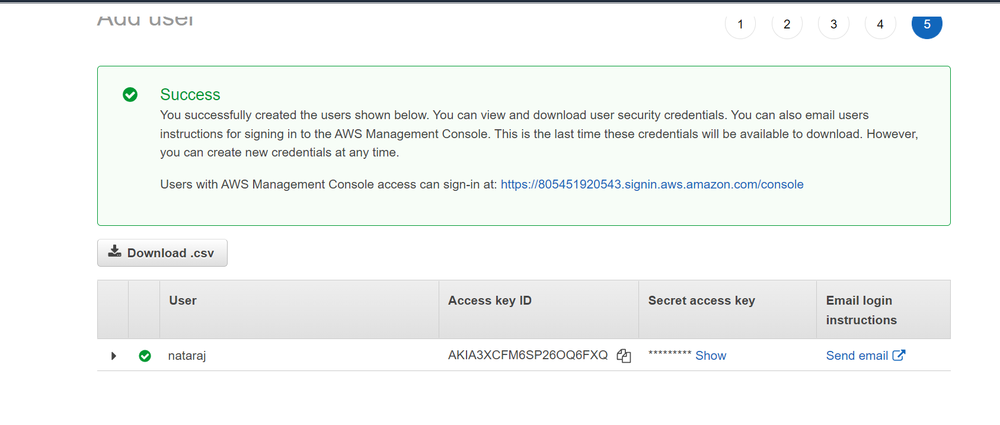 Add user
1 2 3 4 5
Success
You successfully created the users shown below. You can view and download user security credentials. You can also email users
instructions for signing in to the AWS Management Console. This is the last time these credentials will be available to download. However,
you can create new credentials at any time.
Users with AWS Management Console access can sign-in at: https://805451920543.signin.aws.amazon.com/console
Download .csv
User Access key ID Secret access key Email login
instructions
nataraj AKIA3XCFM6SP26OQ6FXQ ********* Show Send email